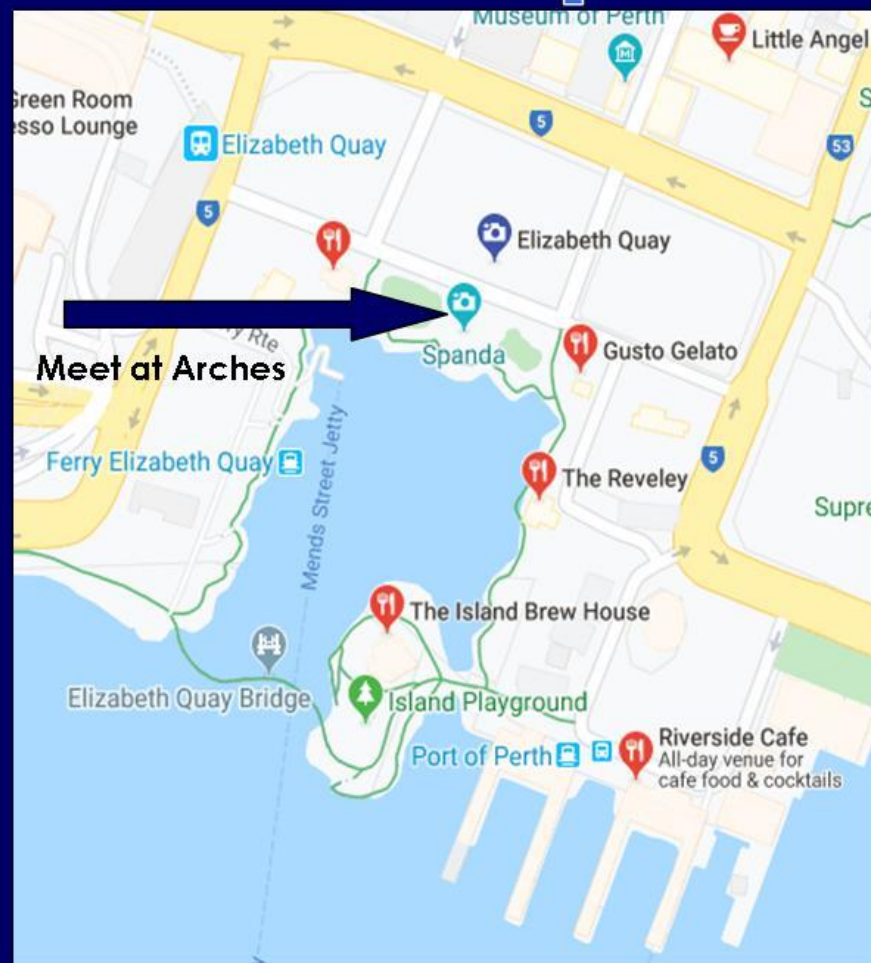 Museum of Perth
Little Angel
Green Room
esso Lounge
5
Elizabeth Quay
53
5
Elizabeth Quay
Spanda
Gusto Gelato
Meet at Arches
Mends Street Jetty
Ferry Elizabeth Quay
The Reveley
5
Supre
The Island Brew House
Elizabeth Quay Bridge
Island Playground
Port of Perth
Riverside Cafe
All-day venue for
cafe food & cocktails